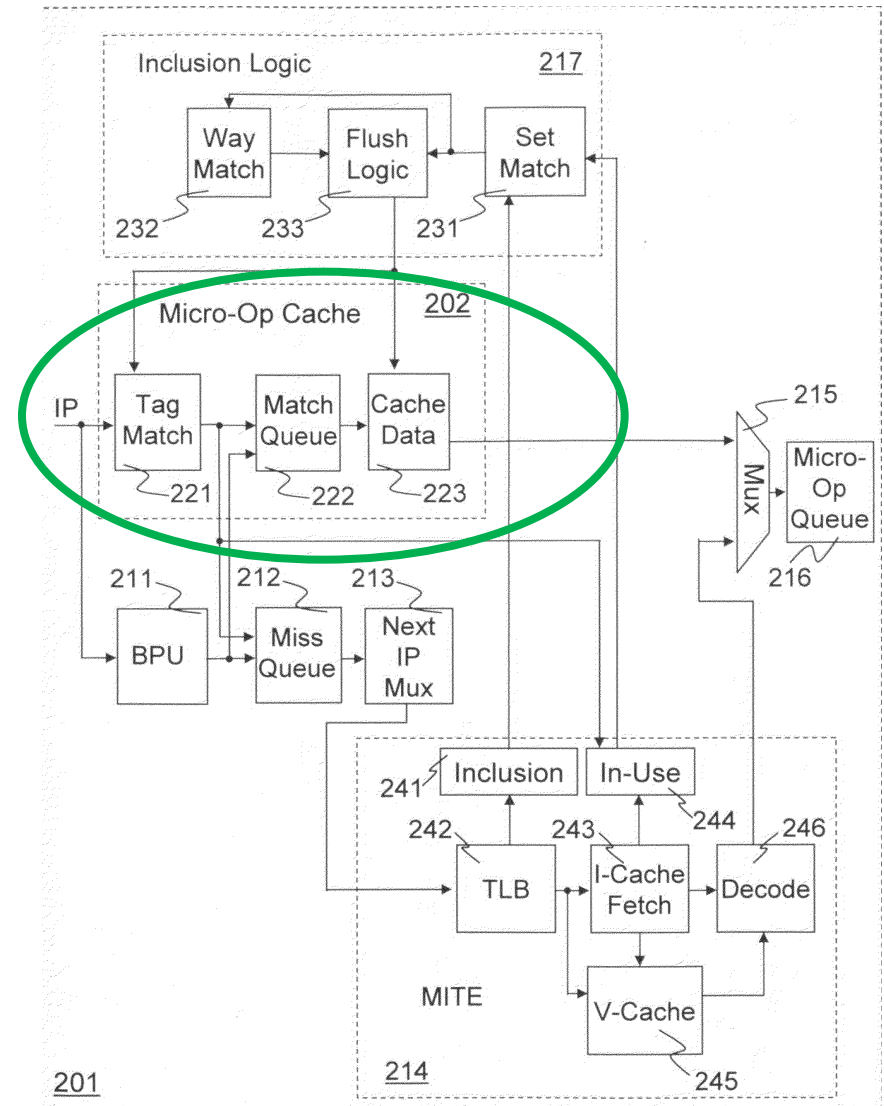 Inclusion Logic
217
Way
Match
Flush
Logic
Set
Match
232
233
231
Micro-Op Cache
202
IP
Tag
Match
Match
Queue
Cache
Data
221
222
223
215
Mux
Micro-
Op
Queue
216
211
212
213
BPU
Miss
Queue
Next
IP
Mux
Inclusion
In-Use
241
244
242
243
246
TLB
I-Cache
Fetch
Decode
MITE
V-Cache
245
214
201